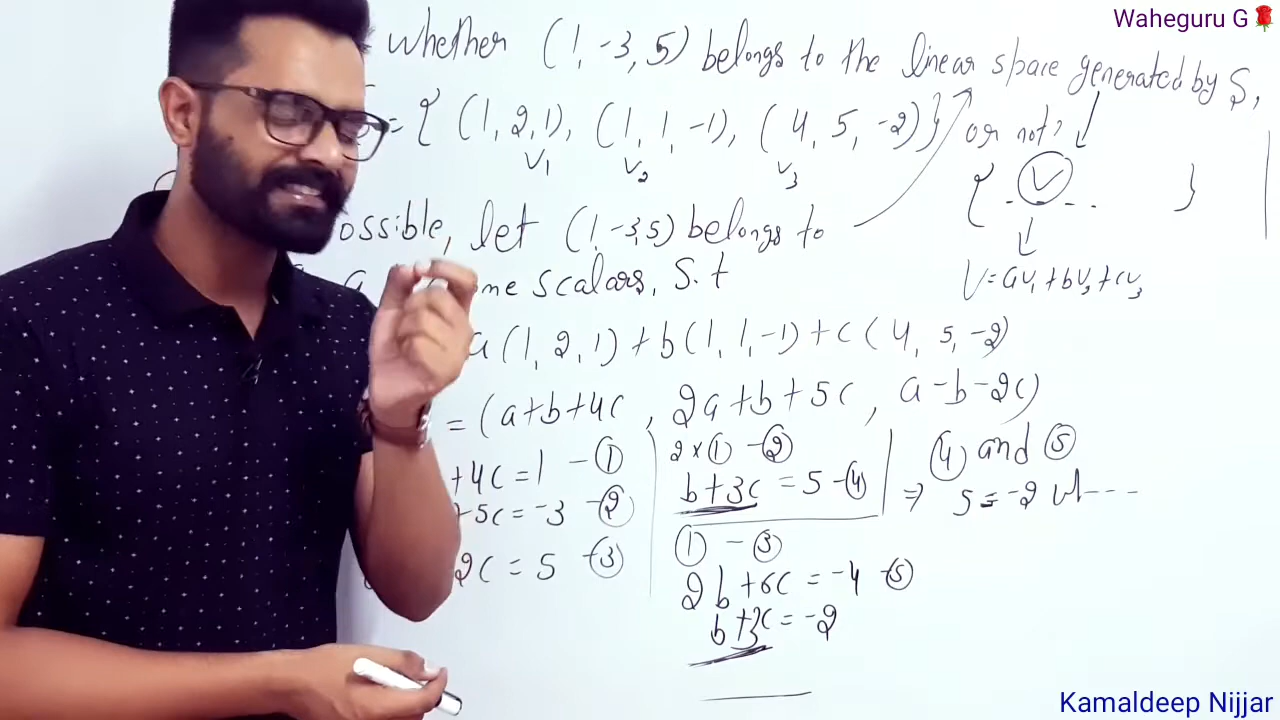 Waheguru G🌹
whether (1, -3, 5) belongs to the linear space generated by S,
= { (1, 2, 1), (1, 1, -1), (4, 5, -2) } or not?
V1 V2 V3
{ . V . - . . }
ossible, let (1, -3, 5) belongs to
V = av1 + bv2 + cv3
me scalars, S.t
a(1, 2, 1) + b(1, 1, -1) + c(4, 5, -2)
= (a+b+4c, 2a+b+5c, a-b-2c)
+4c = 1 - ①
+5c = -3 - ②
2c = 5 - ③
2 × ① - ②
b+3c = 5 - ④
① - ③
2b+6c = -4 - ⑤
b+3c = -2
④ and ⑤
⇒ 5 = -2 wh---
Kamaldeep Nijjar